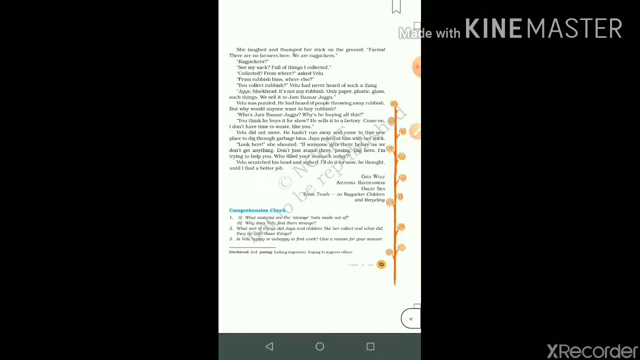 Made with KINEMASTER
She laughed and thumped her stick on the ground. "Farms!
There are no farmers here. We are ragpickers."
"Ragpickers?"
"See my sack? Full of things I collected."
"Collected? From where?" asked Velu.
"From rubbish bins, where else?"
"You collect rubbish?" Velu had never heard of such a thing
"Aiyye, blockhead. It's not any rubbish. Only paper, plastic, glass,
such things. We sell it to Jam Bazaar Jaggu."
Velu was puzzled. He had heard of people throwing away rubbish.
But why would anyone want to buy rubbish?
"Who's Jam Bazaar Jaggu? Why's he buying all this?"
"You think he buys it for show? He sells it to a factory. Come on,
I don't have time to waste, like you."
Velu did not move. He hadn't run away and come to this new
place to dig through garbage bins. Jaya poked at him with her stick.
"Look here!" she shouted. "If someone gets there before us we
don't get anything. Don't just stand there posing, big hero. I'm
trying to help you. Who filled your stomach today?"
Velu scratched his head and sighed. I'll do it for now, he thought,
until I find a better job.
GITA WOLF
ANUSHKA RAVISHANKAR
ORIJIT SEN
From Trash — on Ragpicker Children
and Recycling
Comprehension Check
1. (i) What material are the 'strange' huts made out of?
(ii) Why does Velu find them strange?
2. What sort of things did Jaya and children like her collect and what did
they do with those things?
3. Is Velu happy or unhappy to find work? Give a reason for your answer
blockhead: fool posing: looking important: hoping to impress others
XRECORDER